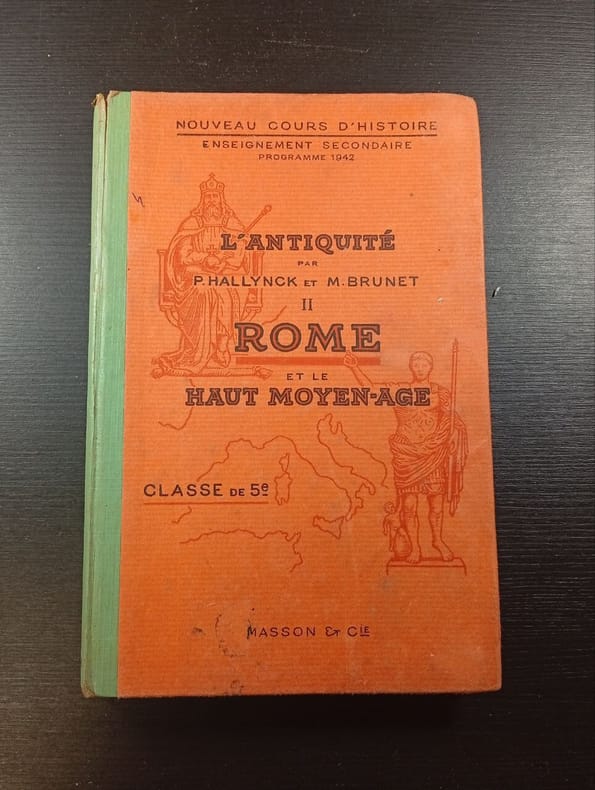 NOUVEAU COURS D'HISTOIRE
ENSEIGNEMENT SECONDAIRE
PROGRAMME 1942
L'ANTIQUITÉ
PAR
P. HALLYNCK ET M. BRUNET
II
ROME
ET LE
HAUT MOYEN-AGE
CLASSE DE 5e
MASSON & CIE